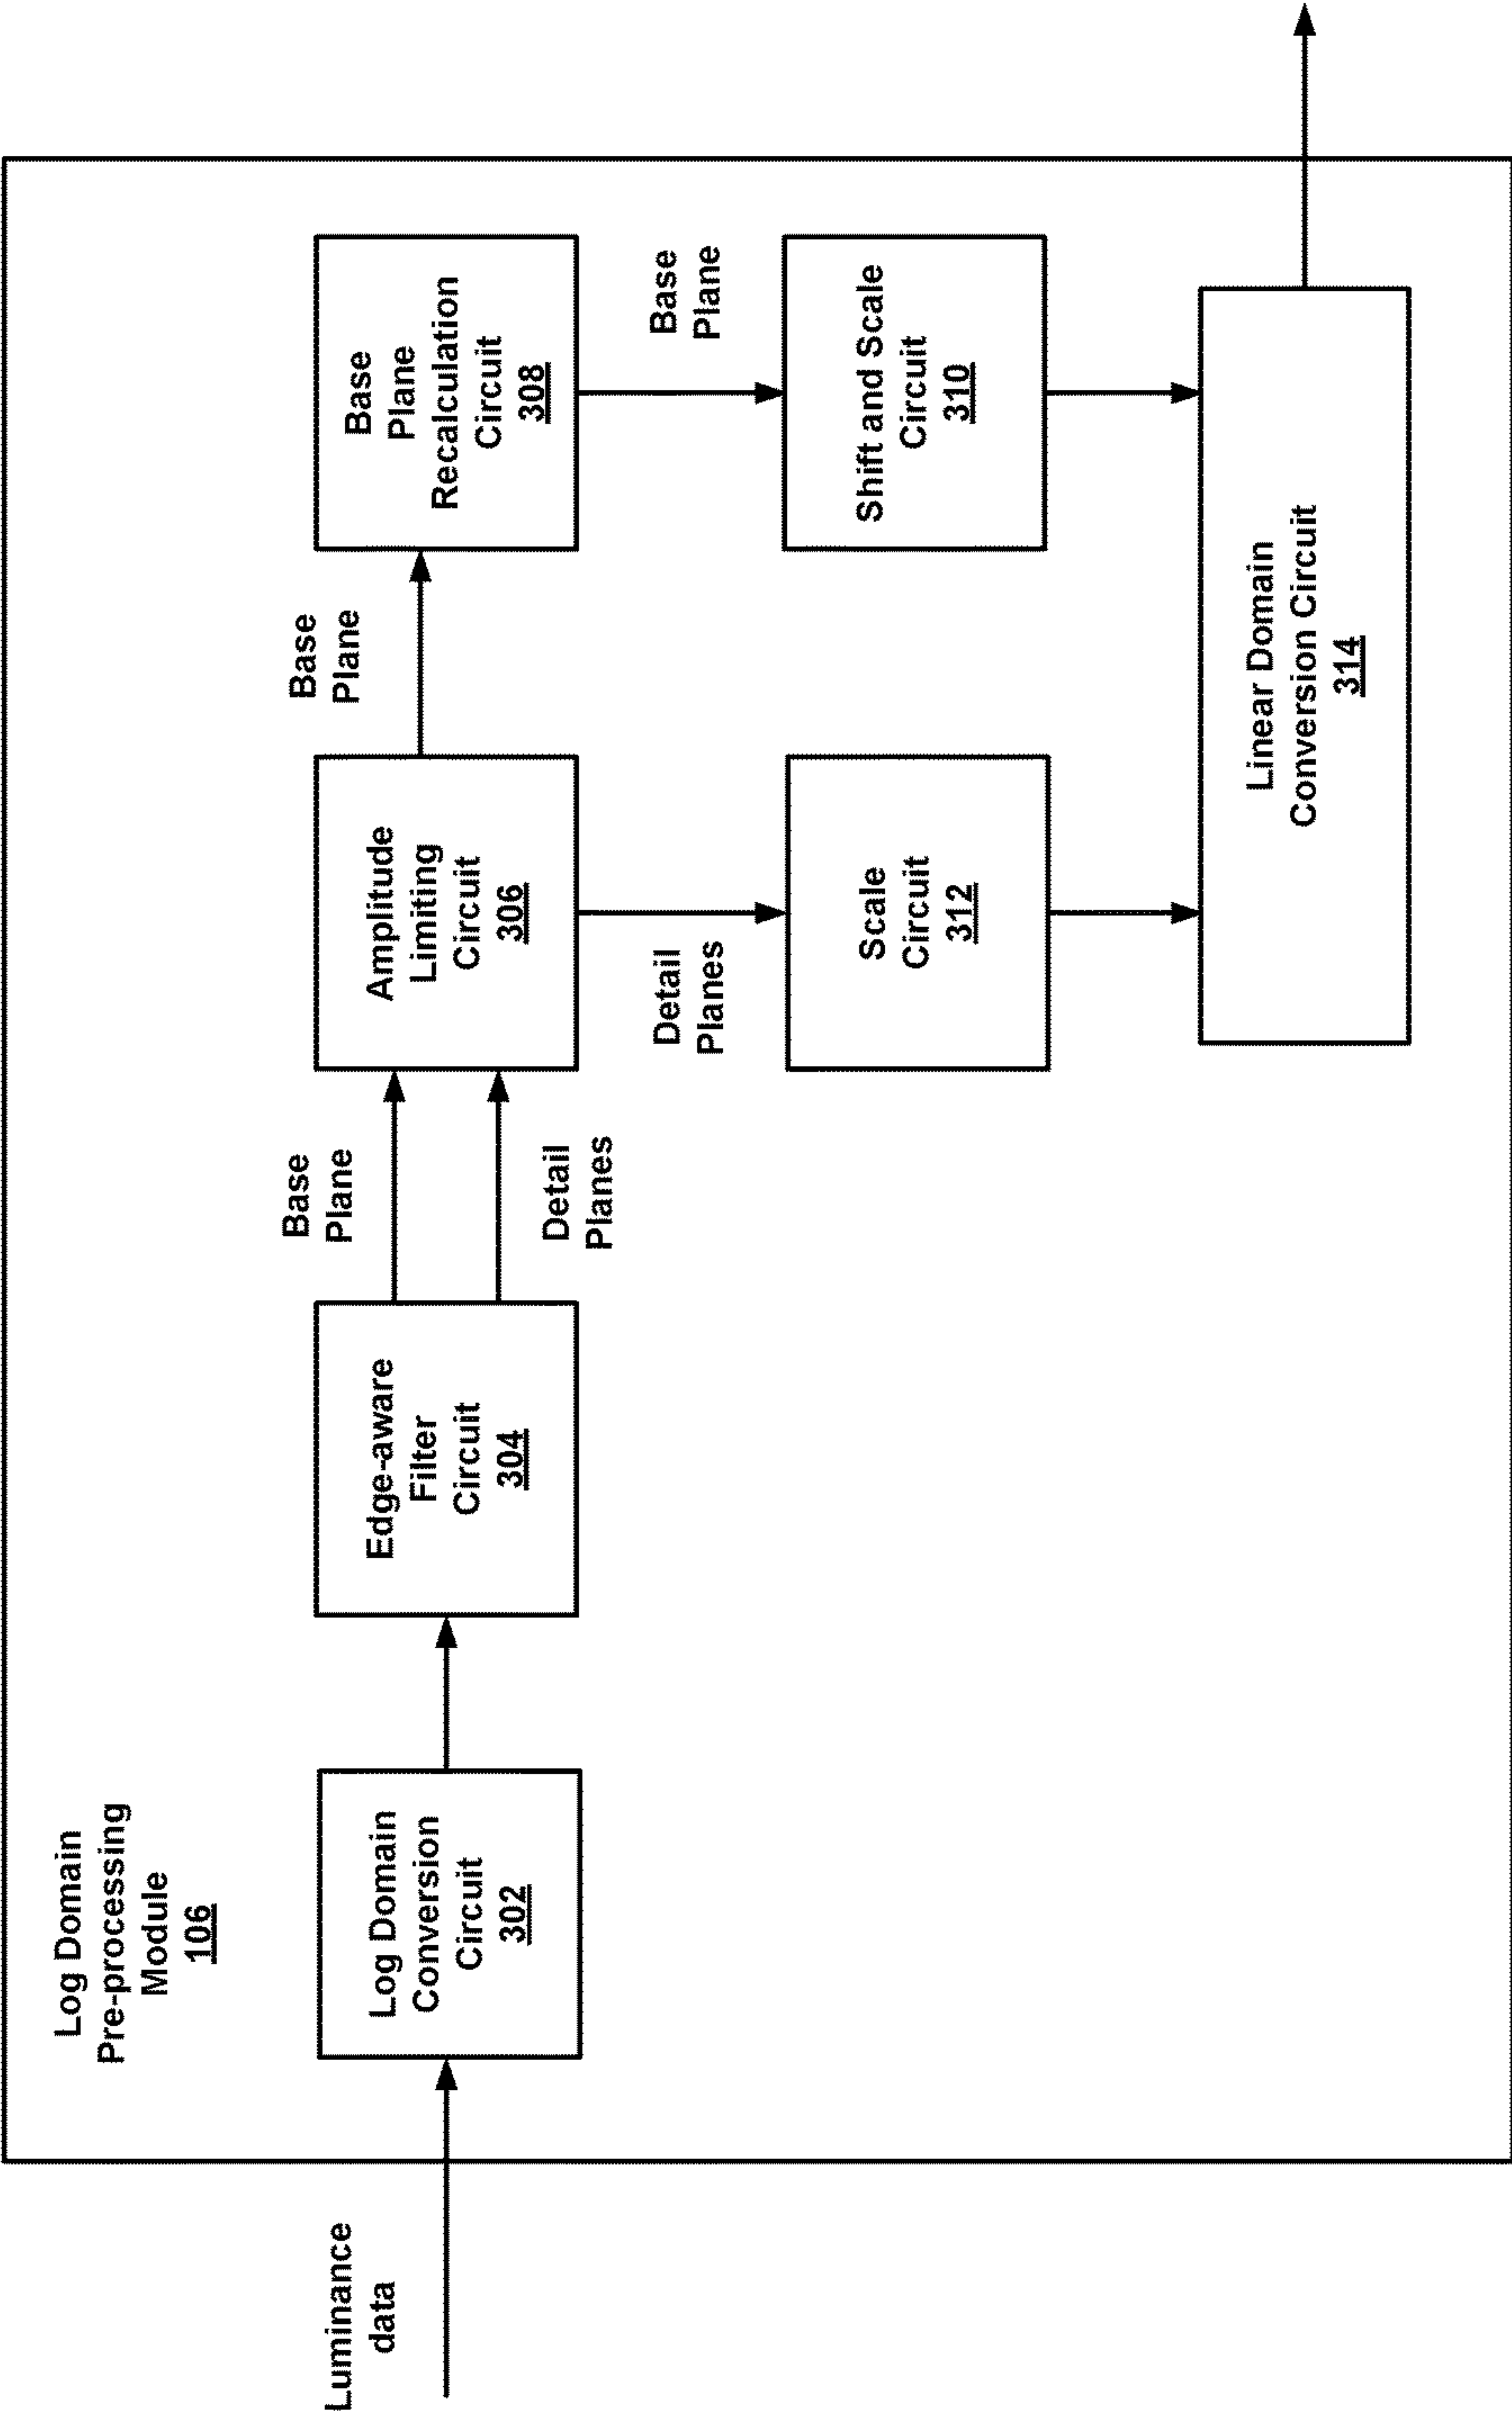 Log Domain
Pre-processing
Module
106
Luminance
data
Log Domain
Conversion
Circuit
302
Edge-aware
Filter
Circuit
304
Base
Plane
Detail
Planes
Amplitude
Limiting
Circuit
306
Base
Plane
Base
Plane
Recalculation
Circuit
308
Detail
Planes
Base
Plane
Scale
Circuit
312
Shift and Scale
Circuit
310
Linear Domain
Conversion Circuit
314